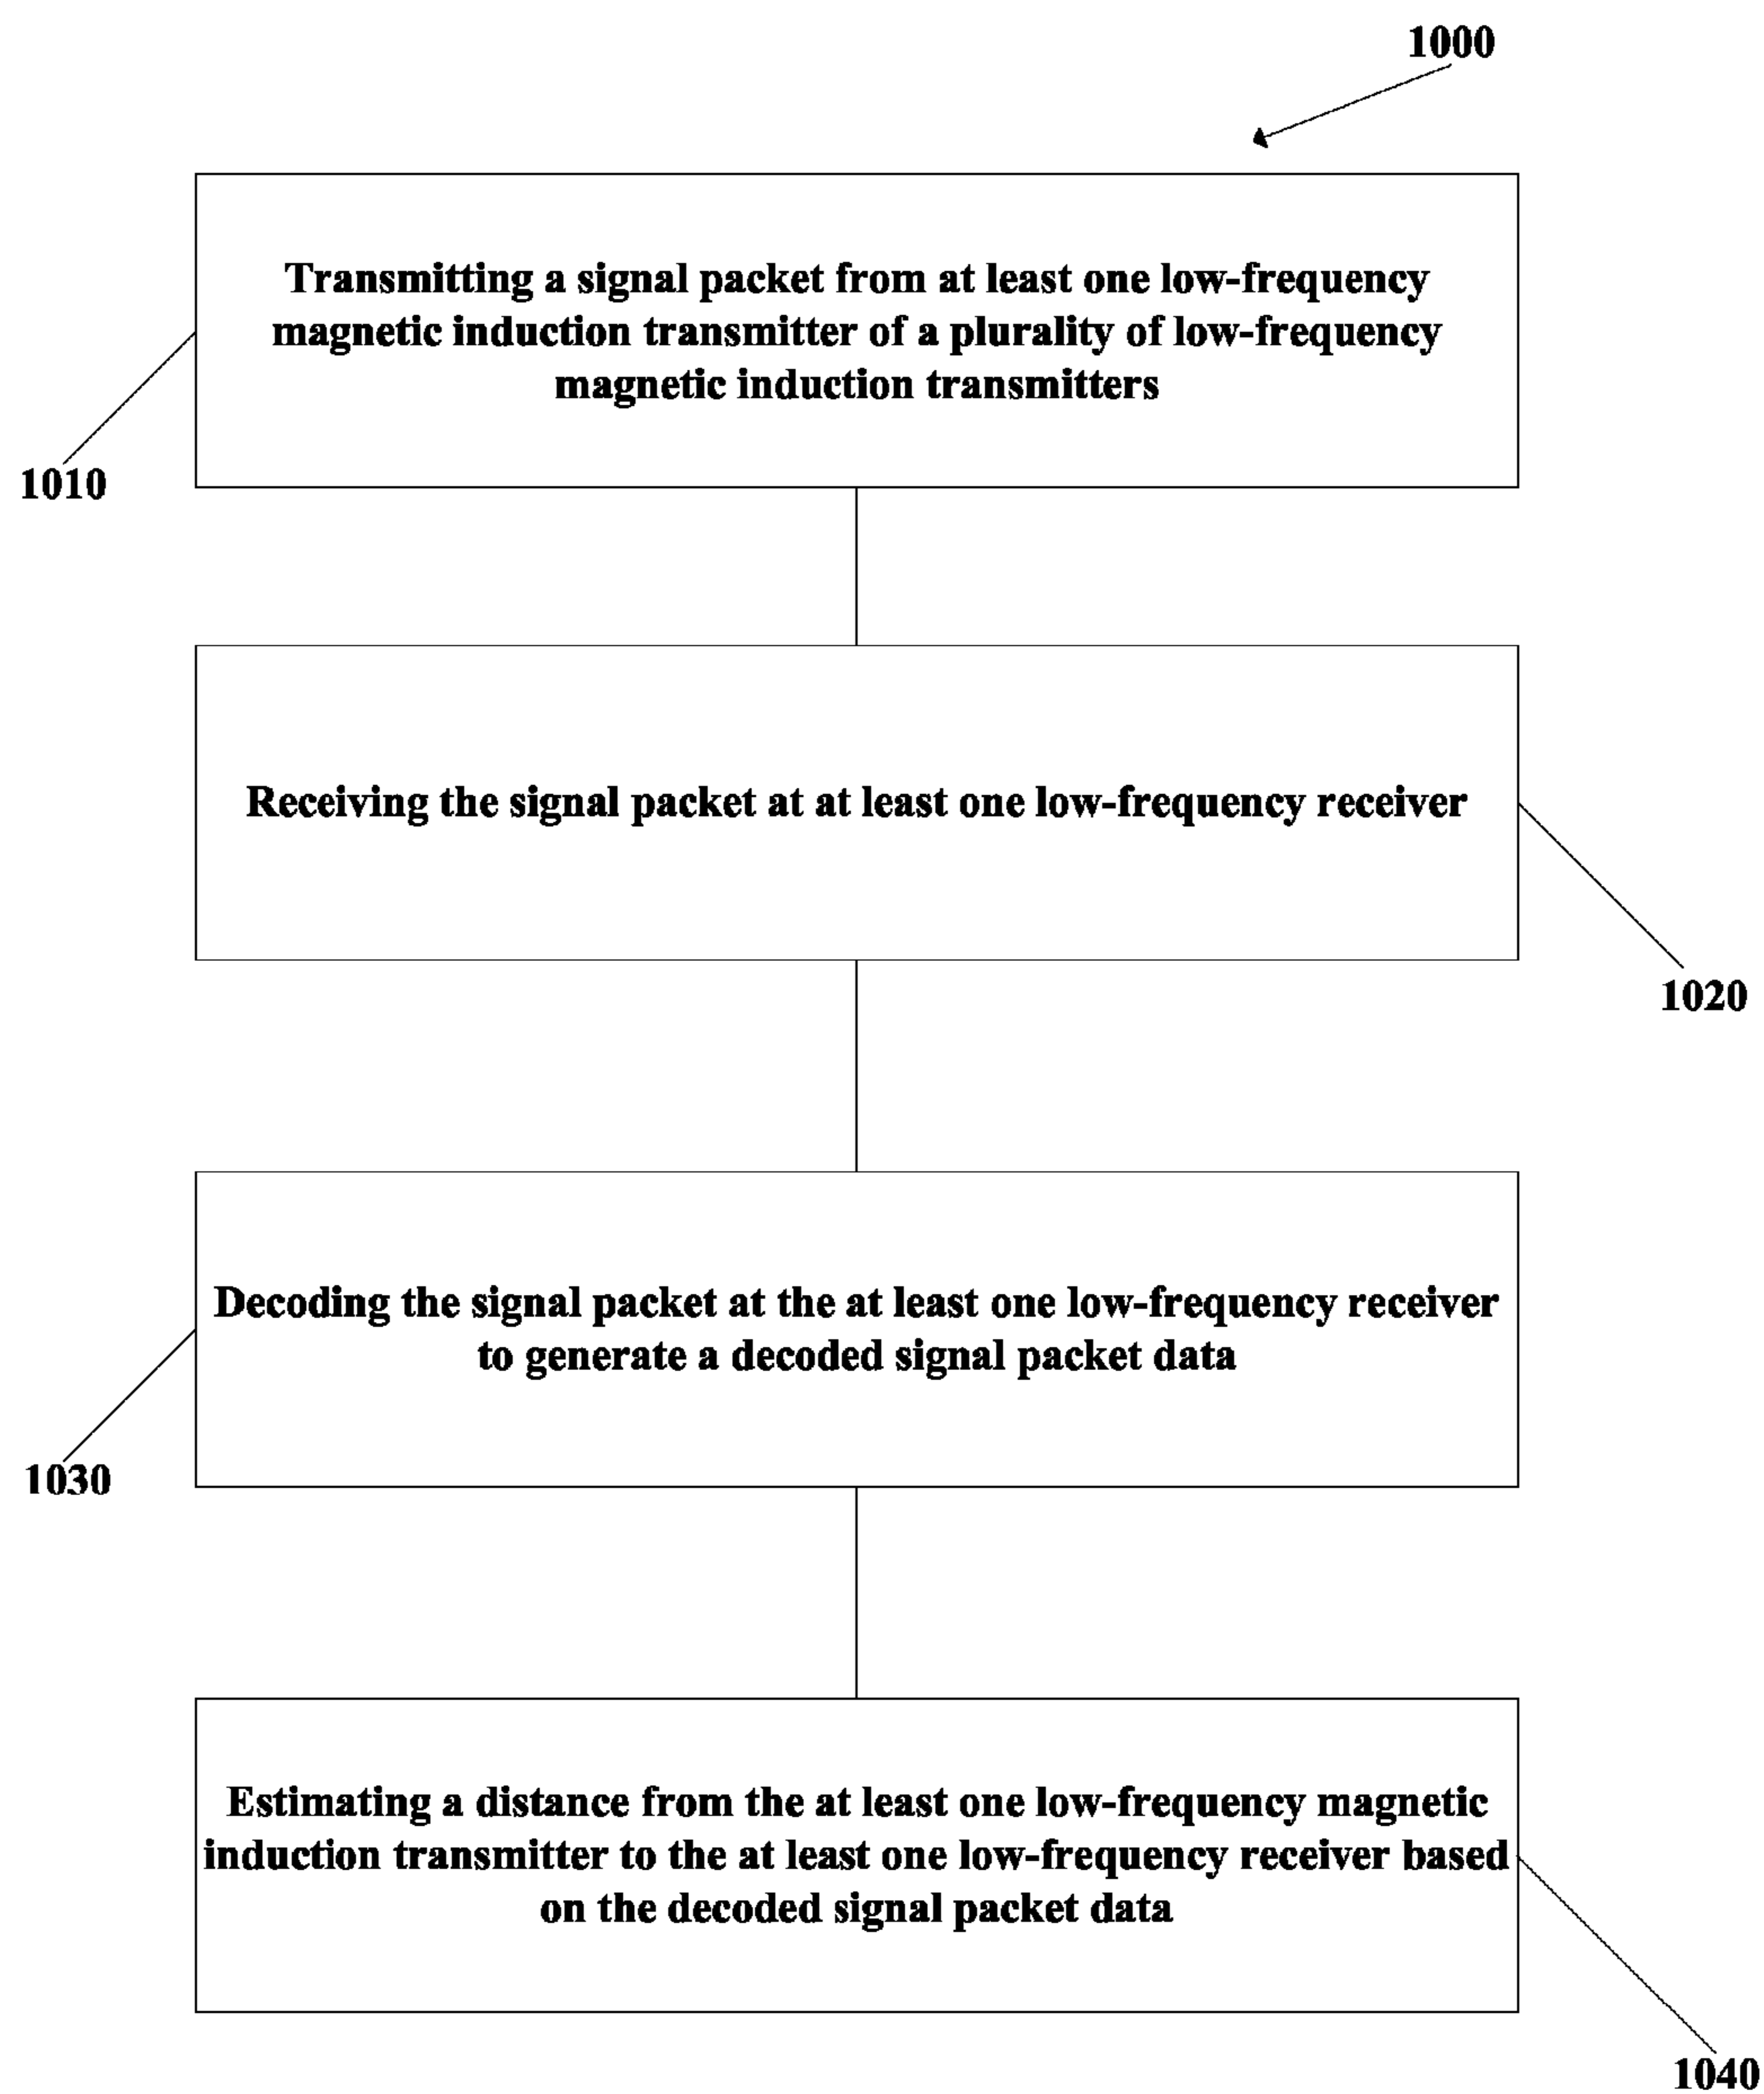 1000
Transmitting a signal packet from at least one low-frequency
magnetic induction transmitter of a plurality of low-frequency
magnetic induction transmitters
1010
Receiving the signal packet at at least one low-frequency receiver
1020
Decoding the signal packet at the at least one low-frequency receiver
to generate a decoded signal packet data
1030
Estimating a distance from the at least one low-frequency magnetic
induction transmitter to the at least one low-frequency receiver based
on the decoded signal packet data
1040